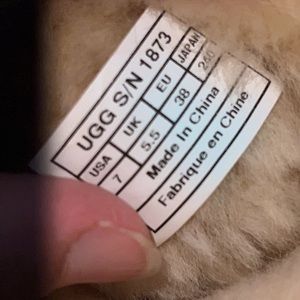 UGG S/N 1873
USA UK EU JAPAN
7 5.5 38 240
Made In China
Fabrique en Chine